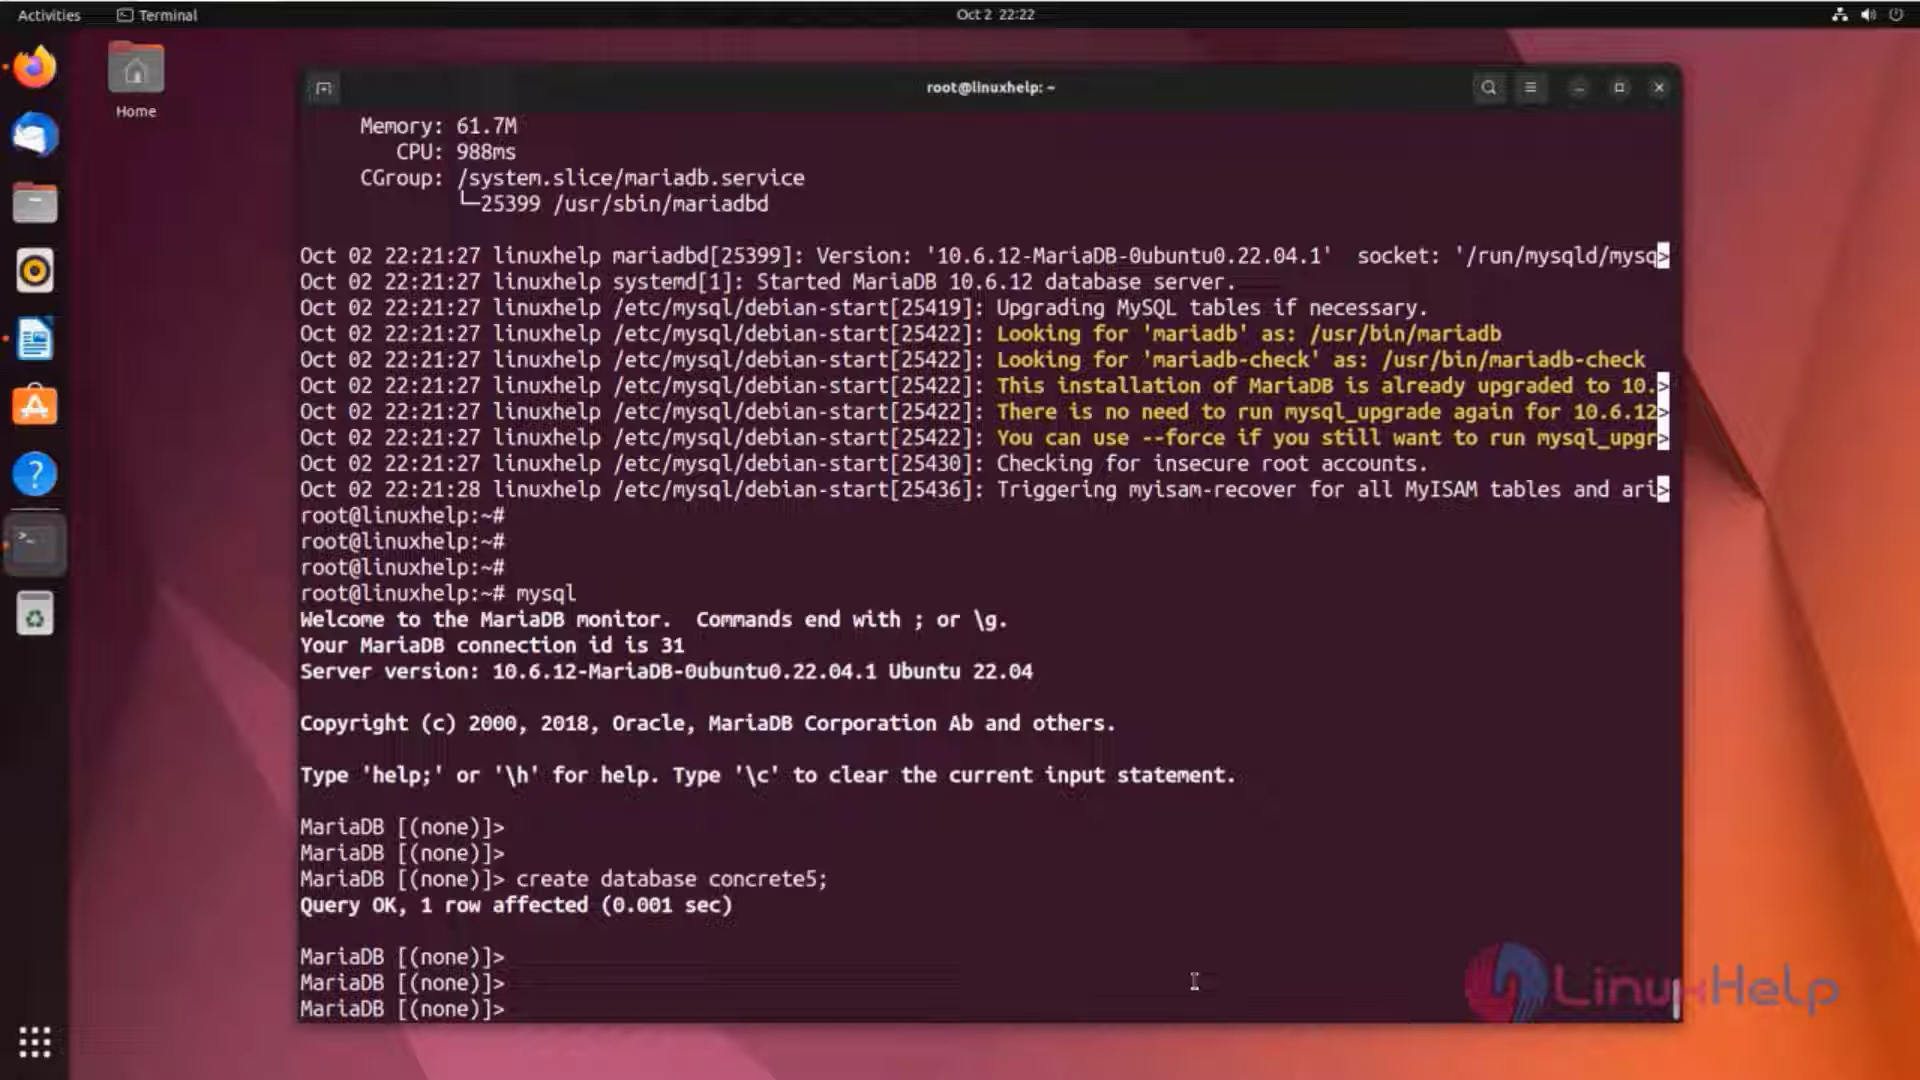 Activities Terminal Oct 2 22:22
Home
root@linuxhelp: ~
Memory: 61.7M
CPU: 988ms
CGroup: /system.slice/mariadb.service
└─25399 /usr/sbin/mariadbd
Oct 02 22:21:27 linuxhelp mariadbd[25399]: Version: '10.6.12-MariaDB-0ubuntu0.22.04.1'  socket: '/run/mysqld/mysq>
Oct 02 22:21:27 linuxhelp systemd[1]: Started MariaDB 10.6.12 database server.
Oct 02 22:21:27 linuxhelp /etc/mysql/debian-start[25419]: Upgrading MySQL tables if necessary.
Oct 02 22:21:27 linuxhelp /etc/mysql/debian-start[25422]: Looking for 'mariadb' as: /usr/bin/mariadb
Oct 02 22:21:27 linuxhelp /etc/mysql/debian-start[25422]: Looking for 'mariadb-check' as: /usr/bin/mariadb-check
Oct 02 22:21:27 linuxhelp /etc/mysql/debian-start[25422]: This installation of MariaDB is already upgraded to 10.>
Oct 02 22:21:27 linuxhelp /etc/mysql/debian-start[25422]: There is no need to run mysql_upgrade again for 10.6.12>
Oct 02 22:21:27 linuxhelp /etc/mysql/debian-start[25422]: You can use --force if you still want to run mysql_upgr>
Oct 02 22:21:27 linuxhelp /etc/mysql/debian-start[25430]: Checking for insecure root accounts.
Oct 02 22:21:28 linuxhelp /etc/mysql/debian-start[25436]: Triggering myisam-recover for all MyISAM tables and ari>
root@linuxhelp:~#
root@linuxhelp:~#
root@linuxhelp:~#
root@linuxhelp:~# mysql
Welcome to the MariaDB monitor.  Commands end with ; or \g.
Your MariaDB connection id is 31
Server version: 10.6.12-MariaDB-0ubuntu0.22.04.1 Ubuntu 22.04
Copyright (c) 2000, 2018, Oracle, MariaDB Corporation Ab and others.
Type 'help;' or '\h' for help. Type '\c' to clear the current input statement.
MariaDB [(none)]>
MariaDB [(none)]>
MariaDB [(none)]> create database concrete5;
Query OK, 1 row affected (0.001 sec)
MariaDB [(none)]>
MariaDB [(none)]>
MariaDB [(none)]>
LinuxHelp